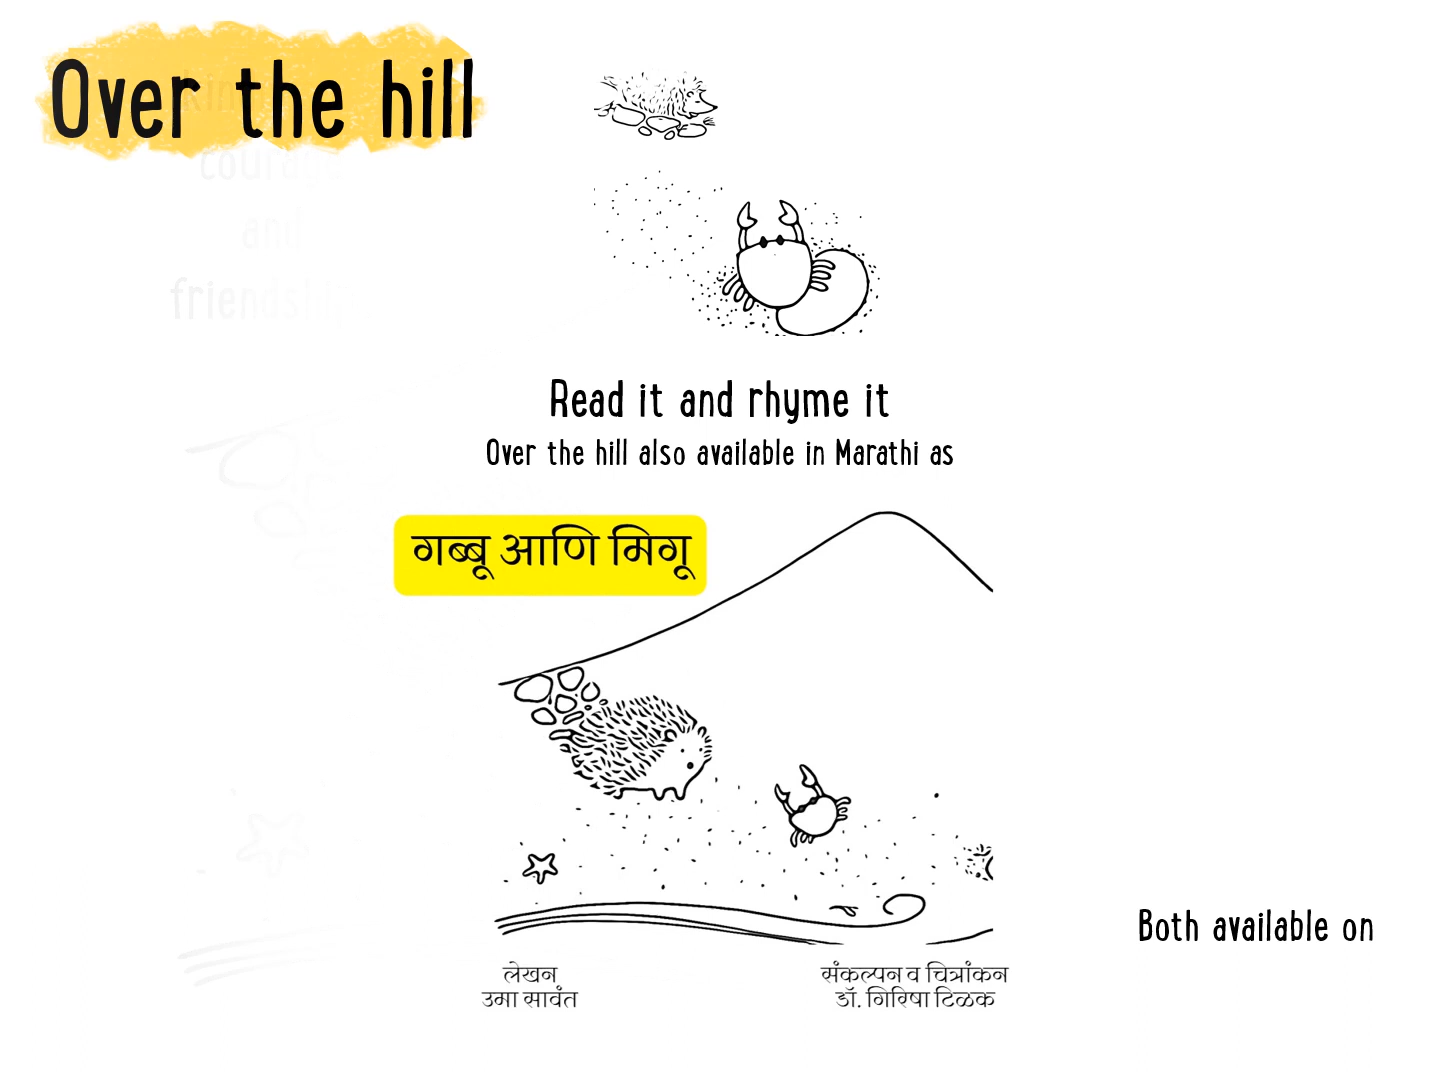 Over the hill
and
Read it and rhyme it
Over the hill also available in Marathi as
गब्बू आणि मिगू
लेखन
उमा सावंत
संकल्पन व चित्रांकन
डॉ. गिरिषा टिळक
Both available on